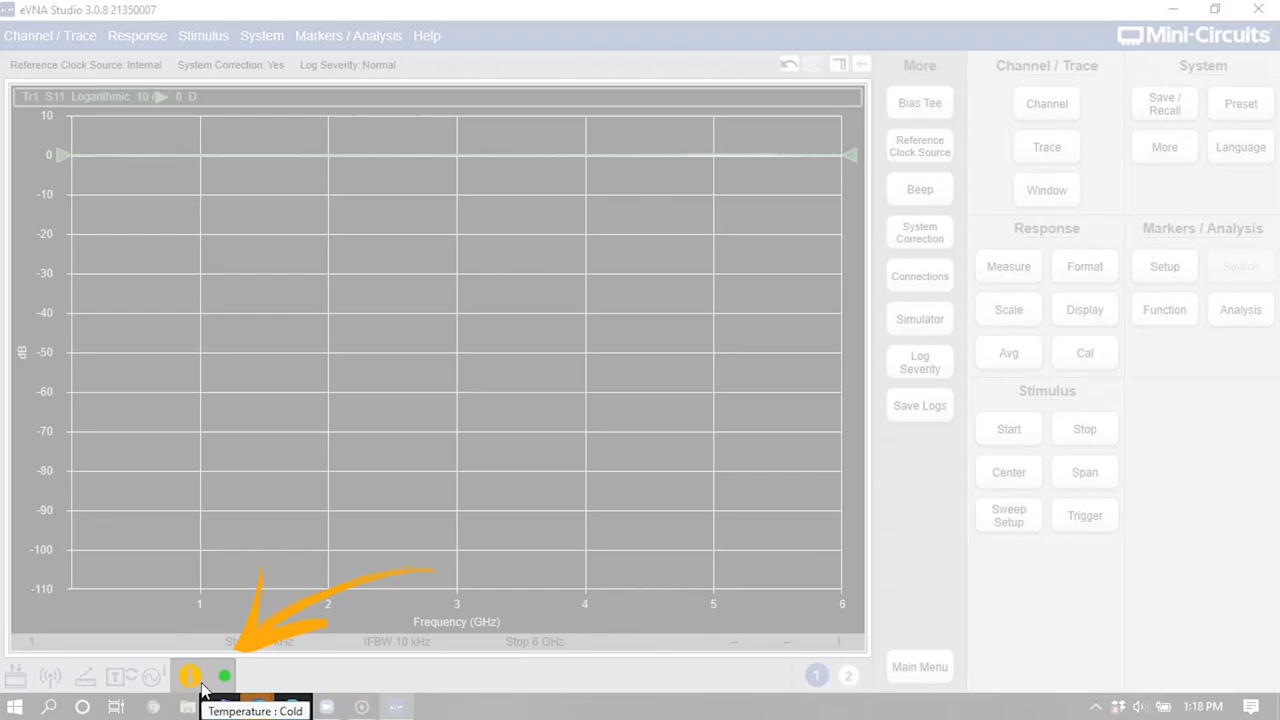 eVNA Studio 3.0.8 21350007
Channel / Trace Response Stimulus System Markers / Analysis Help
Mini-Circuits
Reference Clock Source: Internal System Correction: Yes Log Severity: Normal
Tr1 S11 Logarithmic 10 / 0 D
10
0
-10
-20
-30
-40
-50
-60
-70
-80
-90
-100
-110
dB
1 2 3 4 5 6
Frequency (GHz)
1 IFBW 10 kHz Stop 6 GHz -- -- !
More
Bias Tee
Reference
Clock Source
Beep
System
Correction
Connections
Simulator
Log
Severity
Save Logs
Main Menu
Channel / Trace
Channel
Trace
Window
System
Save /
Recall
Preset
More
Language
Response
Measure
Format
Scale
Display
Avg
Cal
Markers / Analysis
Setup
Search
Function
Analysis
Stimulus
Start
Stop
Center
Span
Sweep
Setup
Trigger
1 2
Temperature : Cold
1:18 PM